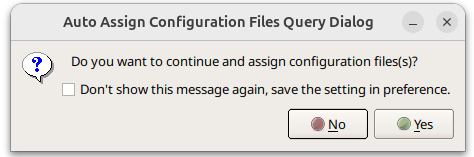 Auto Assign Configuration Files Query Dialog
Do you want to continue and assign configuration files(s)?
Don't show this message again, save the setting in preference.
No Yes